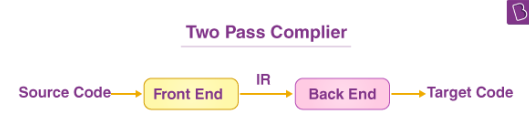 Two Pass Complier
IR
Source Code Front End Back End Target Code